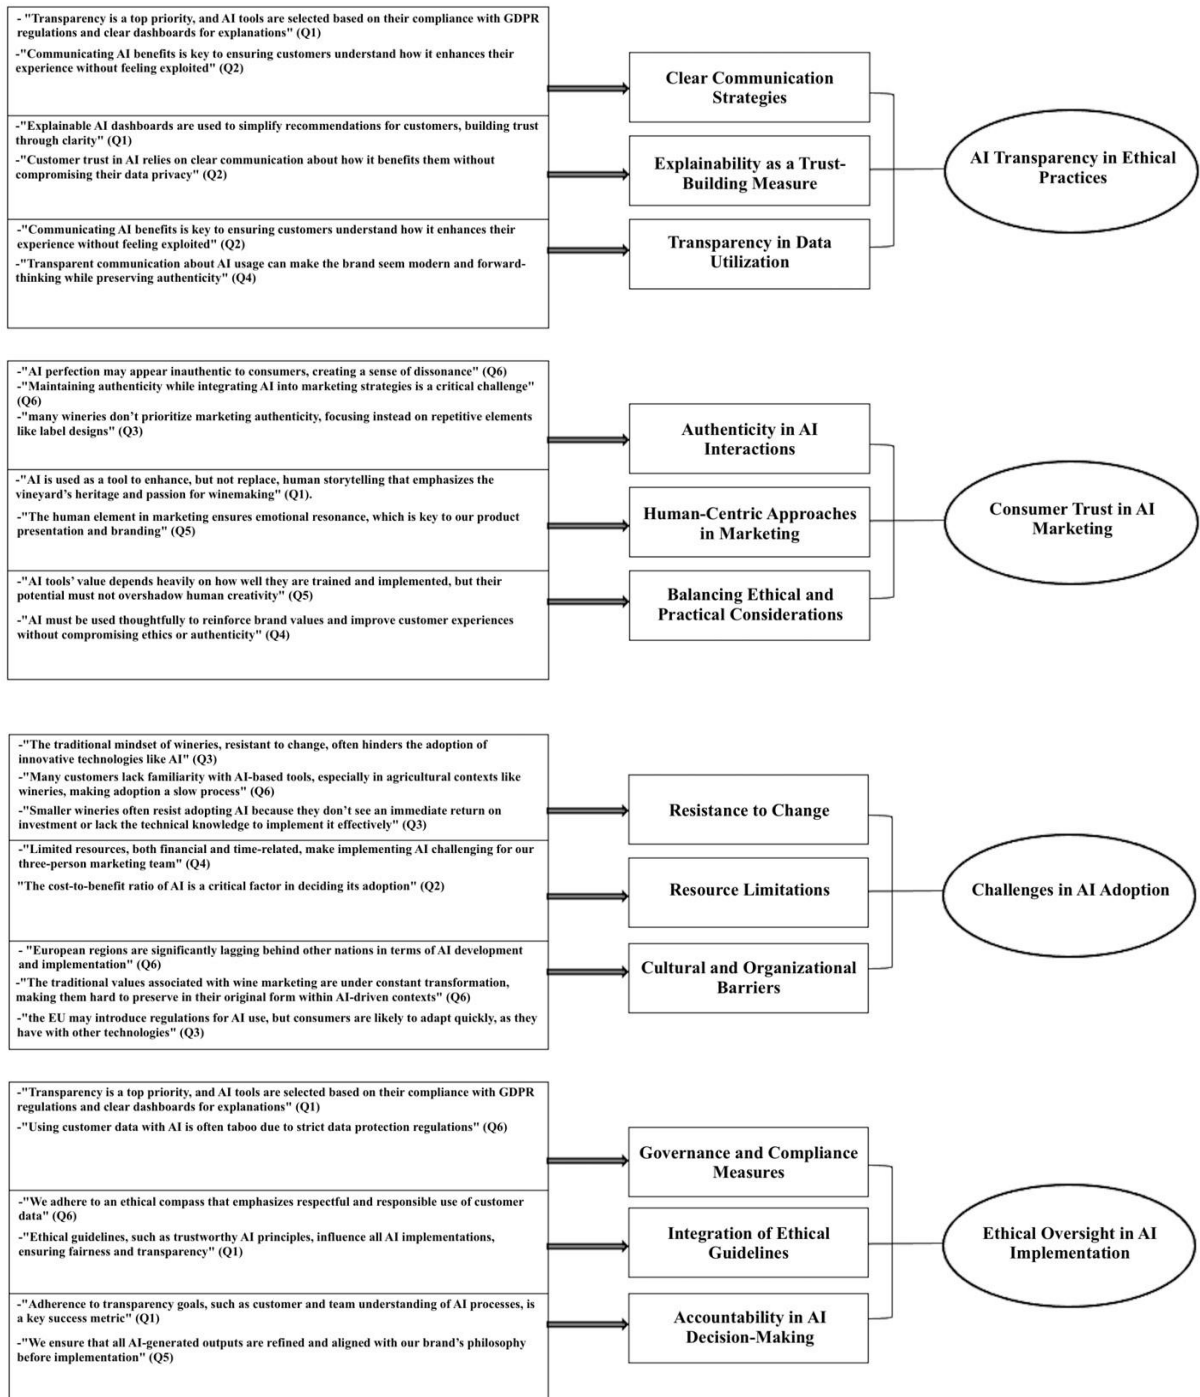 - "Transparency is a top priority, and AI tools are selected based on their compliance with GDPR
regulations and clear dashboards for explanations" (Q1)
-"Communicating AI benefits is key to ensuring customers understand how it enhances their
experience without feeling exploited" (Q2)
Clear Communication
Strategies
-"Explainable AI dashboards are used to simplify recommendations for customers, building trust
through clarity" (Q1)
-"Customer trust in AI relies on clear communication about how it benefits them without
compromising their data privacy" (Q2)
Explainability as a Trust-
Building Measure
-"Communicating AI benefits is key to ensuring customers understand how it enhances their
experience without feeling exploited" (Q2)
-"Transparent communication about AI usage can make the brand seem modern and forward-
thinking while preserving authenticity" (Q4)
Transparency in Data
Utilization
AI Transparency in Ethical
Practices
-"AI perfection may appear inauthentic to consumers, creating a sense of dissonance" (Q6)
-"Maintaining authenticity while integrating AI into marketing strategies is a critical challenge"
(Q6)
-"many wineries don't prioritize marketing authenticity, focusing instead on repetitive elements
like label designs" (Q3)
Authenticity in AI
Interactions
-"AI is used as a tool to enhance, but not replace, human storytelling that emphasizes the
vineyard's heritage and passion for winemaking" (Q1).
-"The human element in marketing ensures emotional resonance, which is key to our product
presentation and branding" (Q5)
Human-Centric Approaches
in Marketing
-"AI tools' value depends heavily on how well they are trained and implemented, but their
potential must not overshadow human creativity" (Q5)
-"AI must be used thoughtfully to reinforce brand values and improve customer experiences
without compromising ethics or authenticity" (Q4)
Balancing Ethical and
Practical Considerations
Consumer Trust in AI
Marketing
-"The traditional mindset of wineries, resistant to change, often hinders the adoption of
innovative technologies like AI" (Q3)
-"Many customers lack familiarity with AI-based tools, especially in agricultural contexts like
wineries, making adoption a slow process" (Q6)
-"Smaller wineries often resist adopting AI because they don't see an immediate return on
investment or lack the technical knowledge to implement it effectively" (Q3)
Resistance to Change
-"Limited resources, both financial and time-related, make implementing AI challenging for our
three-person marketing team" (Q4)
"The cost-to-benefit ratio of AI is a critical factor in deciding its adoption" (Q2)
Resource Limitations
- "European regions are significantly lagging behind other nations in terms of AI development
and implementation" (Q6)
-"The traditional values associated with wine marketing are under constant transformation,
making them hard to preserve in their original form within AI-driven contexts" (Q6)
-"the EU may introduce regulations for AI use, but consumers are likely to adapt quickly, as they
have with other technologies" (Q3)
Cultural and Organizational
Barriers
Challenges in AI Adoption
-"Transparency is a top priority, and AI tools are selected based on their compliance with GDPR
regulations and clear dashboards for explanations" (Q1)
-"Using customer data with AI is often taboo due to strict data protection regulations" (Q6)
Governance and Compliance
Measures
-"We adhere to an ethical compass that emphasizes respectful and responsible use of customer
data" (Q6)
-"Ethical guidelines, such as trustworthy AI principles, influence all AI implementations,
ensuring fairness and transparency" (Q1)
Integration of Ethical
Guidelines
-"Adherence to transparency goals, such as customer and team understanding of AI processes, is
a key success metric" (Q1)
-"We ensure that all AI-generated outputs are refined and aligned with our brand's philosophy
before implementation" (Q5)
Accountability in AI
Decision-Making
Ethical Oversight in AI
Implementation